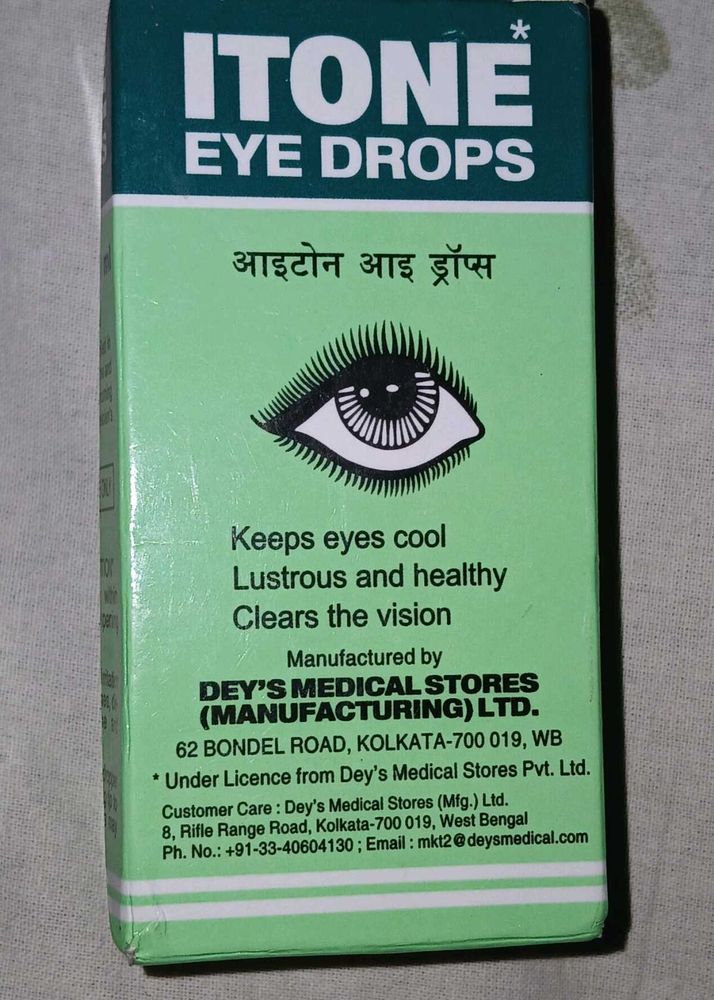 ITONE*
EYE DROPS
आइटोन आइ ड्रॉप्स
Keeps eyes cool
Lustrous and healthy
Clears the vision
Manufactured by
DEY'S MEDICAL STORES
(MANUFACTURING) LTD.
62 BONDEL ROAD, KOLKATA-700 019, WB
* Under Licence from Dey's Medical Stores Pvt. Ltd.
Customer Care : Dey's Medical Stores (Mfg.) Ltd.
8, Rifle Range Road, Kolkata-700 019, West Bengal
Ph. No.: +91-33-40604130 ; Email : mkt2@deysmedical.com